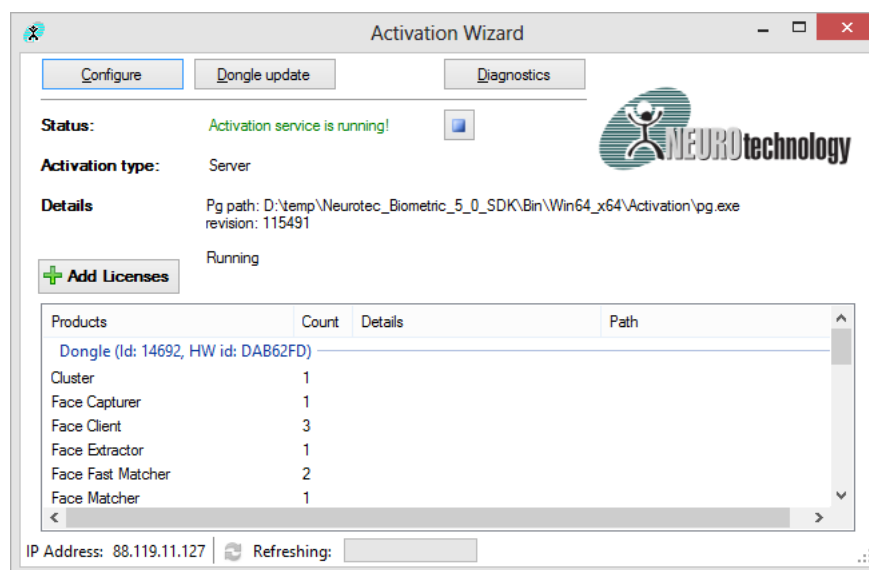 Activation Wizard
Configure Dongle update Diagnostics
Status: Activation service is running!
NEUROtechnology
Activation type: Server
Details Pg path: D:\temp\Neurotec_Biometric_5_0_SDK\Bin\Win64_x64\Activation\pg.exe
revision: 115491
Running
Add Licenses
Products Count Details Path
Dongle (Id: 14692, HW id: DAB62FD)
Cluster 1
Face Capturer 1
Face Client 3
Face Extractor 1
Face Fast Matcher 2
Face Matcher 1
IP Address: 88.119.11.127 Refreshing: